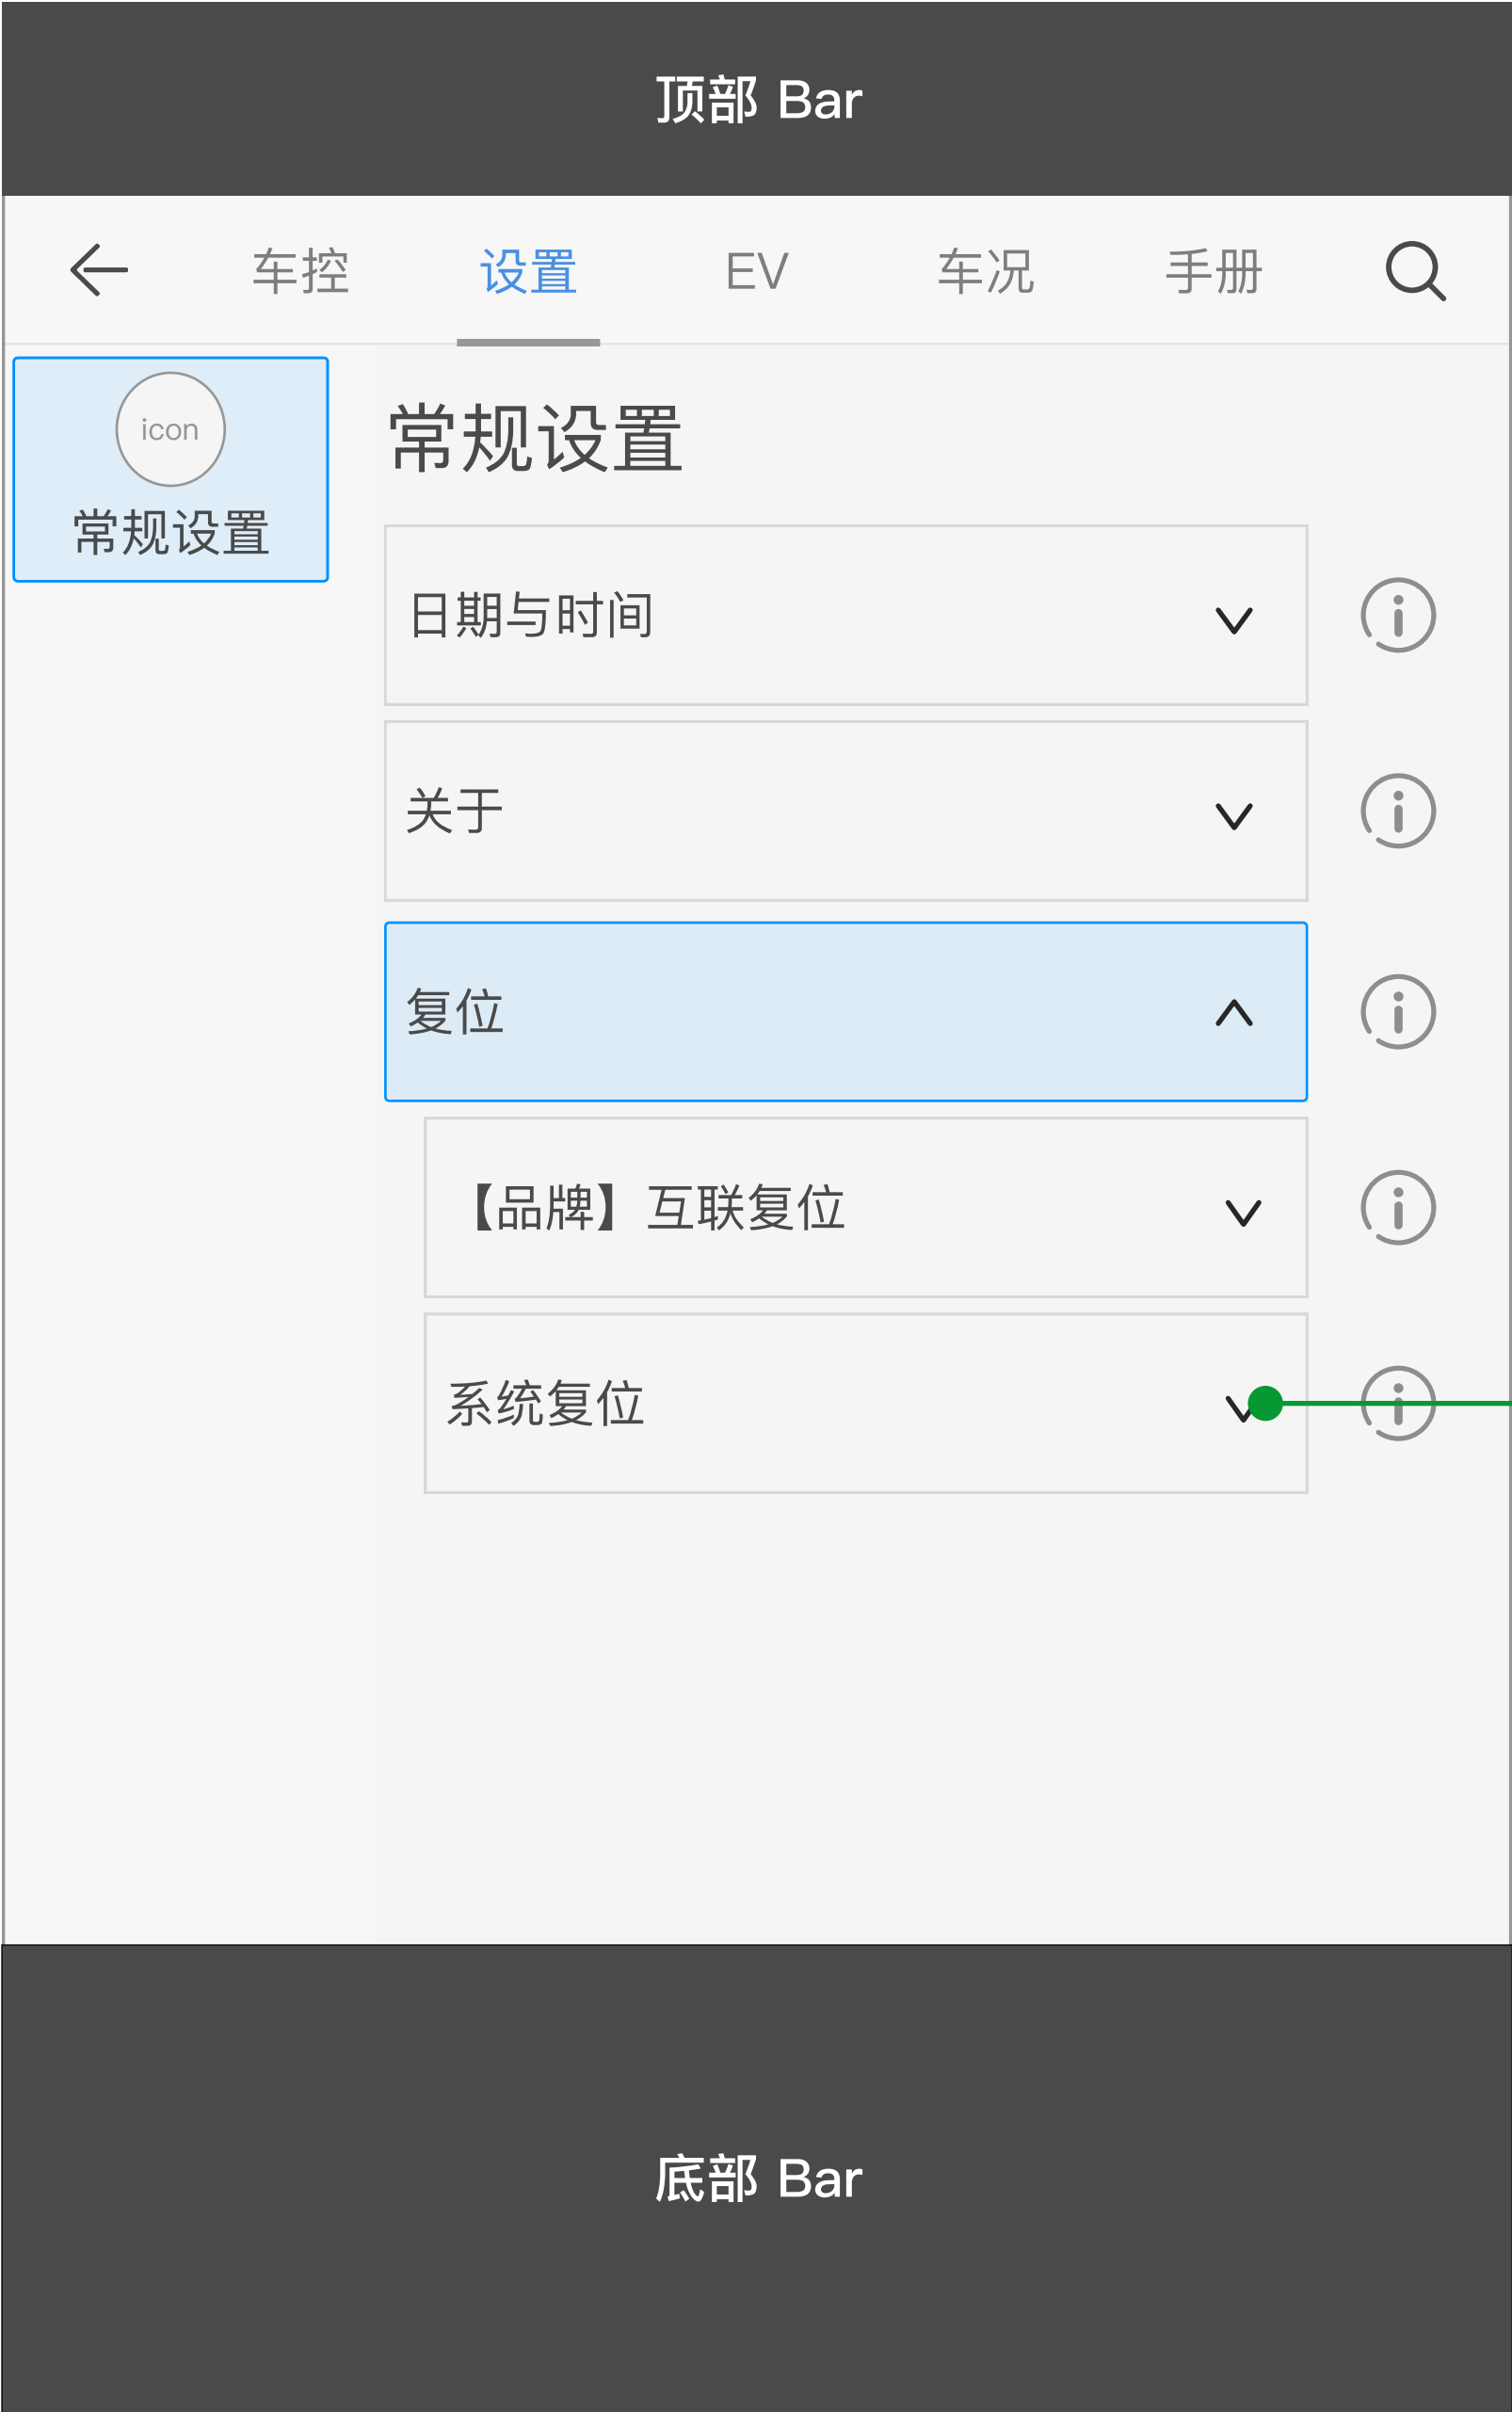 顶部 Bar
车控 设置 EV 车况 手册
icon
常规设置
常规设置
日期与时间
关于
复位
【品牌】互联复位
系统复位
底部 Bar